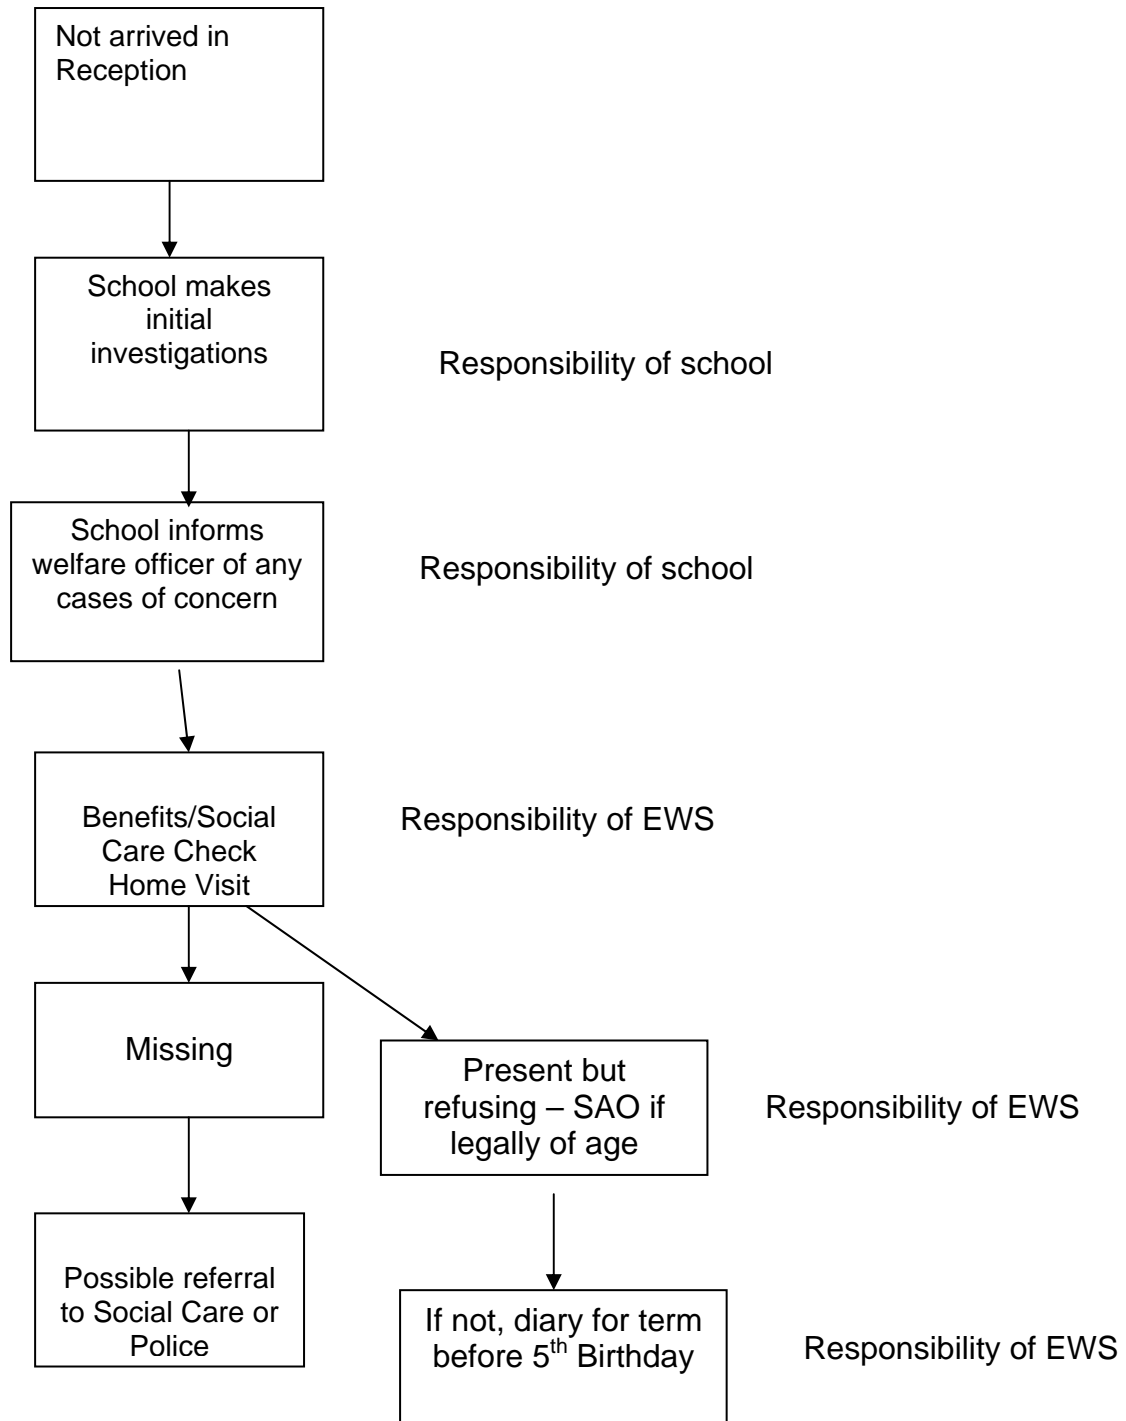 Not arrived in
Reception
School makes
initial
investigations
Responsibility of school
School informs
welfare officer of any
cases of concern
Responsibility of school
Benefits/Social
Care Check
Home Visit
Responsibility of EWS
Missing
Present but
refusing – SAO if
legally of age
Responsibility of EWS
Possible referral
to Social Care or
Police
If not, diary for term
before 5th Birthday
Responsibility of EWS